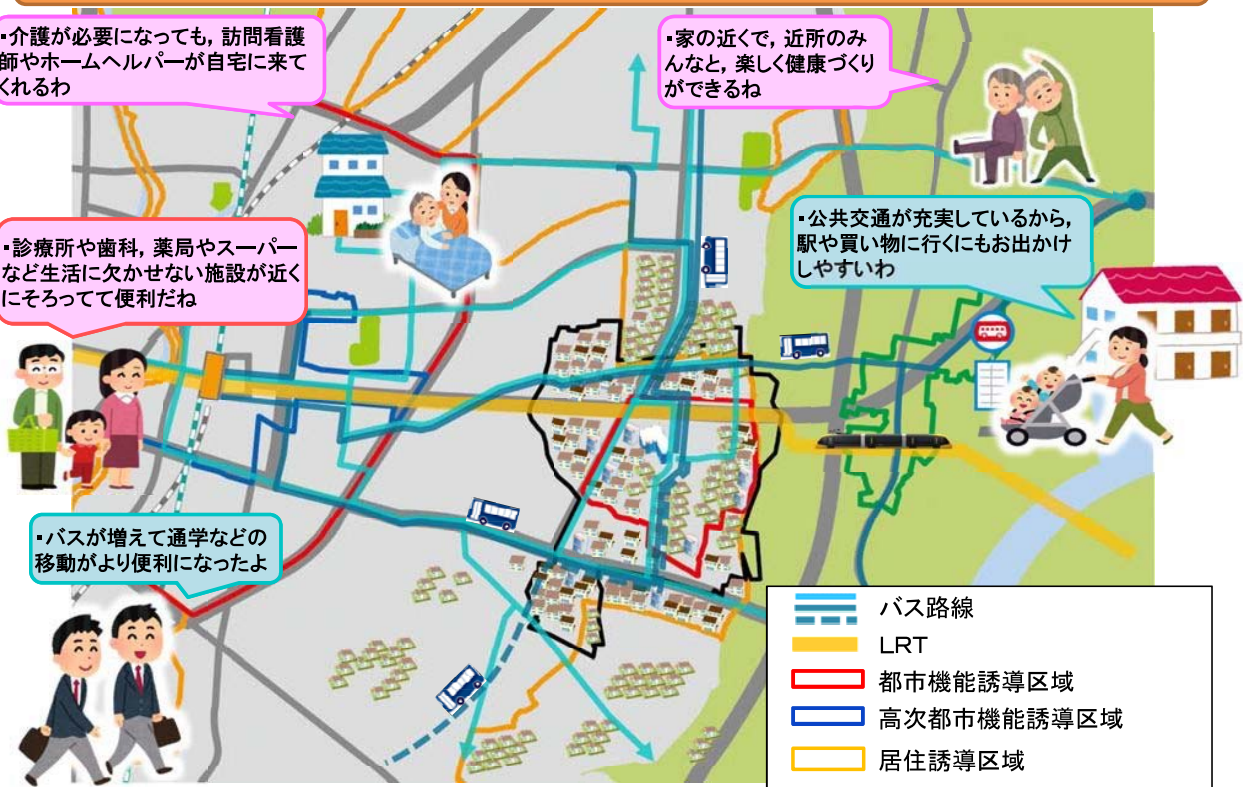 ・介護が必要になっても，訪問看護
師やホームヘルパーが自宅に来て
くれるわ
・家の近くで，近所のみ
んなと，楽しく健康づくり
ができるね
・診療所や歯科，薬局やスーパー
など生活に欠かせない施設が近く
にそろってて便利だね
・公共交通が充実しているから，
駅や買い物に行くにもお出かけ
しやすいわ
・バスが増えて通学などの
移動がより便利になったよ
バス路線
LRT
都市機能誘導区域
高次都市機能誘導区域
居住誘導区域